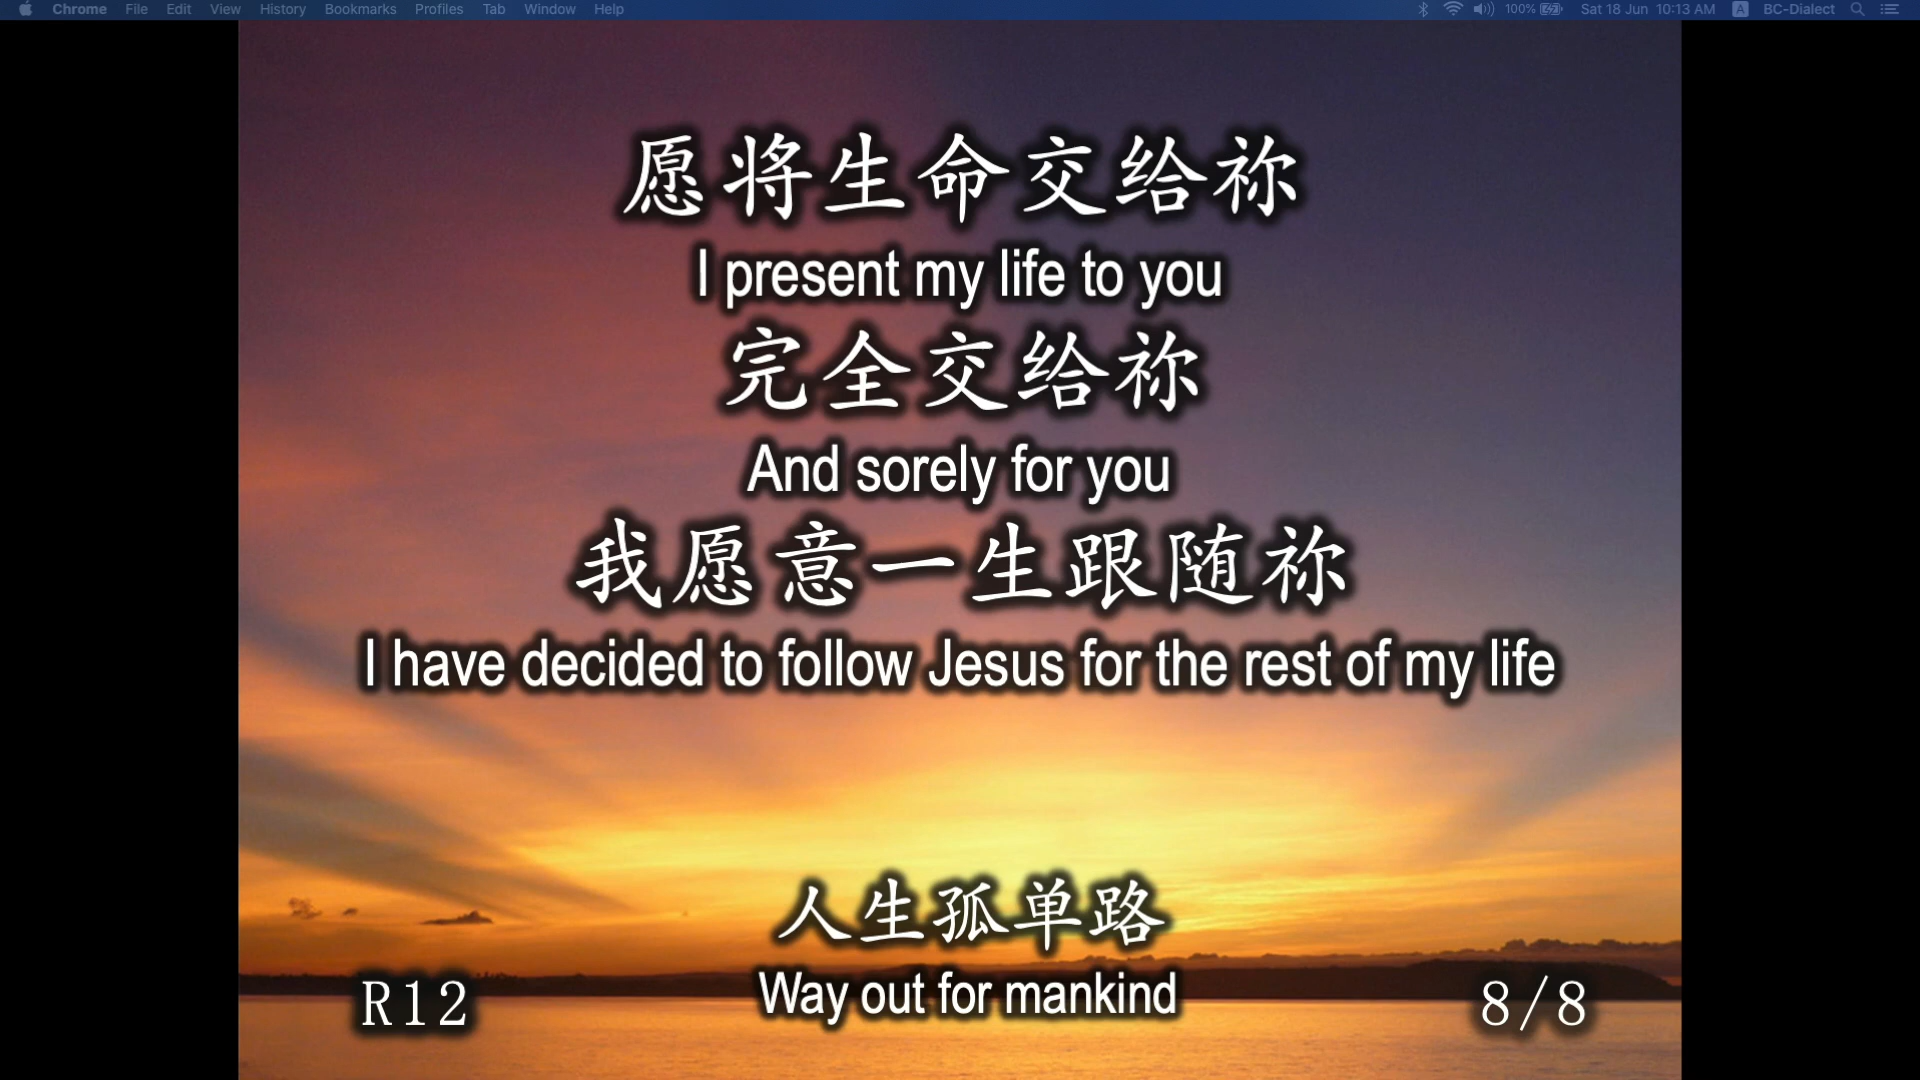 Chrome File Edit View History Bookmarks Profiles Tab Window Help 100% Sat 18 Jun 10:13 AM A BC-Dialect
愿将生命交给祢
I present my life to you
完全交给祢
And sorely for you
我愿意一生跟随祢
I have decided to follow Jesus for the rest of my life
人生孤单路
Way out for mankind
R12
8/8